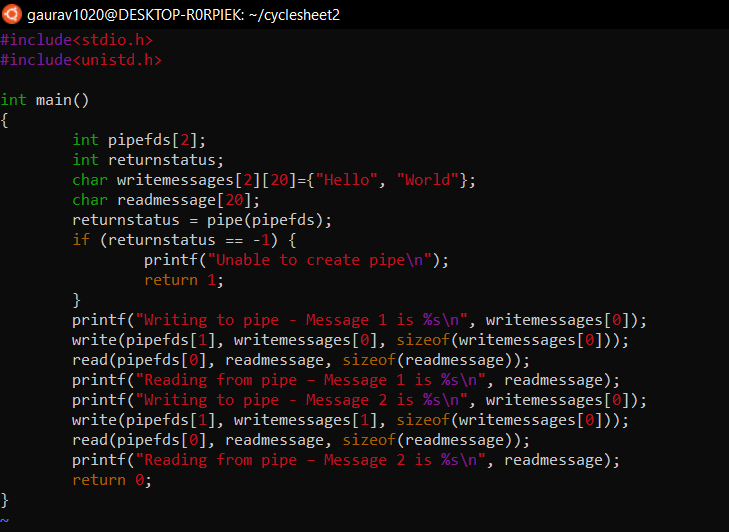 gaurav1020@DESKTOP-R0RPIEK: ~/cyclesheet2
#include<stdio.h>
#include<unistd.h>

int main()
{
        int pipefds[2];
        int returnstatus;
        char writemessages[2][20]={"Hello", "World"};
        char readmessage[20];
        returnstatus = pipe(pipefds);
        if (returnstatus == -1) {
                printf("Unable to create pipe\n");
                return 1;
        }
        printf("Writing to pipe - Message 1 is %s\n", writemessages[0]);
        write(pipefds[1], writemessages[0], sizeof(writemessages[0]));
        read(pipefds[0], readmessage, sizeof(readmessage));
        printf("Reading from pipe – Message 1 is %s\n", readmessage);
        printf("Writing to pipe - Message 2 is %s\n", writemessages[0]);
        write(pipefds[1], writemessages[1], sizeof(writemessages[0]));
        read(pipefds[0], readmessage, sizeof(readmessage));
        printf("Reading from pipe – Message 2 is %s\n", readmessage);
        return 0;
}
~